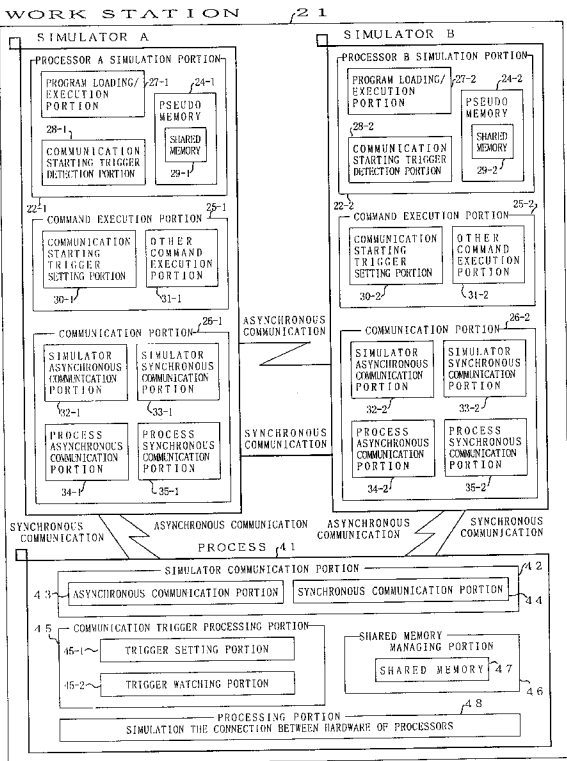 WORK STATION 21
SIMULATOR A
PROCESSOR A SIMULATION PORTION
PROGRAM LOADING/
EXECUTION
PORTION
27-1
24-1
PSEUDO
MEMORY
SHARED
MEMORY
29-1
28-1
COMMUNICATION
STARTING TRIGGER
DETECTION PORTION
22-1
25-1
COMMAND EXECUTION PORTION
COMMUNICATION
STARTING
TRIGGER
SETTING PORTION
30-1
OTHER
COMMAND
EXECUTION
PORTION
31-1
26-1
COMMUNICATION PORTION
SIMULATOR
ASYNCHRONOUS
COMMUNICATION
PORTION
32-1
SIMULATOR
SYNCHRONOUS
COMMUNICATION
PORTION
33-1
PROCESS
ASYNCHRONOUS
COMMUNICATION
PORTION
34-1
PROCESS
SYNCHRONOUS
COMMUNICATION
PORTION
35-1
ASYNCHRONOUS
COMMUNICATION
SYNCHRONOUS
COMMUNICATION
SIMULATOR B
PROCESSOR B SIMULATION PORTION
PROGRAM LOADING/
EXECUTION
PORTION
27-2
24-2
PSEUDO
MEMORY
SHARED
MEMORY
29-2
28-2
COMMUNICATION
STARTING TRIGGER
DETECTION PORTION
22-2
25-2
COMMAND EXECUTION PORTION
COMMUNICATION
STARTING
TRIGGER
SETTING PORTION
30-2
OTHER
COMMAND
EXECUTION
PORTION
31-2
26-2
COMMUNICATION PORTION
SIMULATOR
ASYNCHRONOUS
COMMUNICATION
PORTION
32-2
SIMULATOR
SYNCHRONOUS
COMMUNICATION
PORTION
33-2
PROCESS
ASYNCHRONOUS
COMMUNICATION
PORTION
34-2
PROCESS
SYNCHRONOUS
COMMUNICATION
PORTION
35-2
SYNCHRONOUS
COMMUNICATION
ASYNCHRONOUS COMMUNICATION
ASYNCHRONOUS
COMMUNICATION
SYNCHRONOUS
COMMUNICATION
PROCESS 41
SIMULATOR COMMUNICATION PORTION
42
43
ASYNCHRONOUS COMMUNICATION PORTION
SYNCHRONOUS COMMUNICATION PORTION
44
45
COMMUNICATION TRIGGER PROCESSING PORTION
45-1
TRIGGER SETTING PORTION
45-2
TRIGGER WATCHING PORTION
SHARED MEMORY
MANAGING PORTION
SHARED MEMORY
47
46
48
PROCESSING PORTION
SIMULATION THE CONNECTION BETWEEN HARDWARE OF PROCESSORS